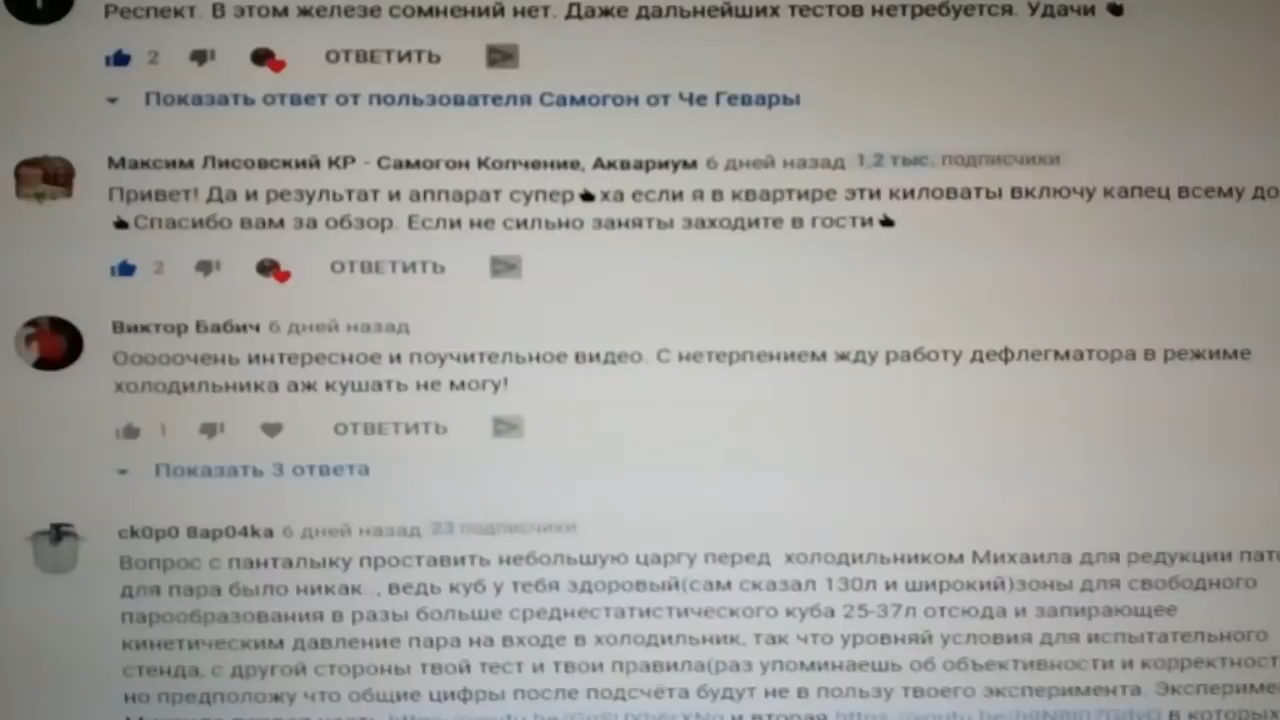 Респект. В этом железе сомнений нет. Даже дальнейших тестов нетребуется. Удачи
2 ОТВЕТИТЬ
Показать ответ от пользователя Самогон от Че Гевары
Максим Лисовский КР - Самогон Копчение, Аквариум 6 дней назад 1,2 тыс. подписчики
Привет! Да и результат и аппарат супер ха если я в квартире эти киловаты включу капец всему до
Спасибо вам за обзор. Если не сильно заняты заходите в гости
2 ОТВЕТИТЬ
Виктор Бабич 6 дней назад
Ооооочень интересное и поучительное видео. С нетерпением жду работу дефлегматора в режиме
холодильника аж кушать не могу!
1 ОТВЕТИТЬ
Показать 3 ответа
ck0p0 8ap04ka 6 дней назад 23 подписчики
Вопрос с панталыку проставить небольшую царгу перед холодильником Михаила для редукции пато
для пара было никак , ведь куб у тебя здоровый(сам сказал 130л и широкий)зоны для свободного
парообразования в разы больше среднестатистического куба 25-37л отсюда и запирающее
кинетическим давление пара на входе в холодильник, так что уровняй условия для испытательного
стенда, с другой стороны твой тест и твои правила(раз упоминаешь об объективности и корректност
но предположу что общие цифры после подсчёта будут не в пользу твоего эксперимента. Эксперимен
и вторая в которых